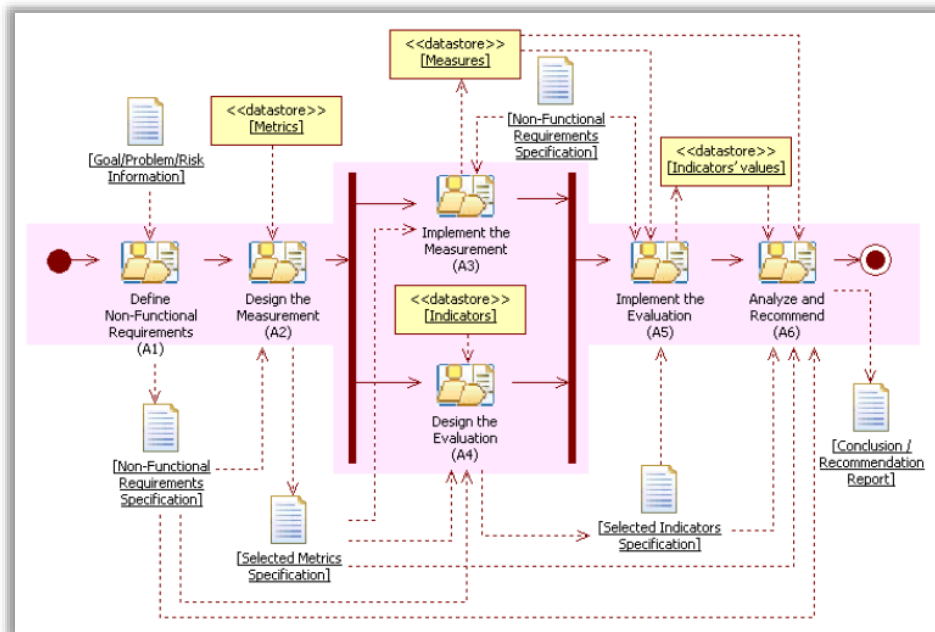 <<datastore>>
[Measures]
<<datastore>>
[Metrics]
[Goal/Problem/Risk
Information]
[Non-Functional
Requirements
Specification]
<<datastore>>
[Indicators' values]
Define
Non-Functional
Requirements
(A1)
Design the
Measurement
(A2)
Implement the
Measurement
(A3)
<<datastore>>
[Indicators]
Design the
Evaluation
(A4)
Implement the
Evaluation
(A5)
Analyze and
Recommend
(A6)
[Non-Functional
Requirements
Specification]
[Selected Metrics
Specification]
[Selected Indicators
Specification]
[Conclusion /
Recommendation
Report]